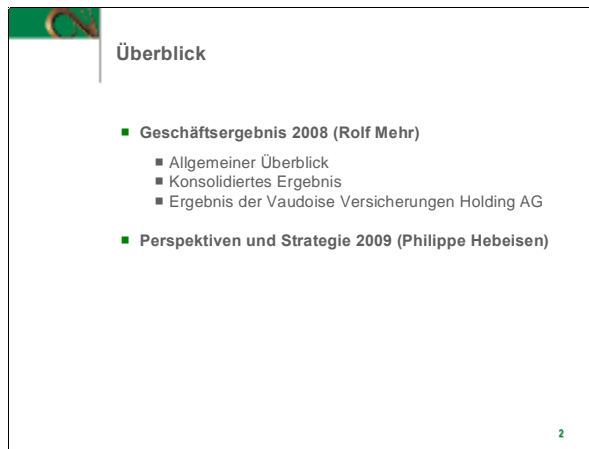 Überblick
Geschäftsergebnis 2008 (Rolf Mehr)
Allgemeiner Überblick
Konsolidiertes Ergebnis
Ergebnis der Vaudoise Versicherungen Holding AG
Perspektiven und Strategie 2009 (Philippe Hebeisen)
2